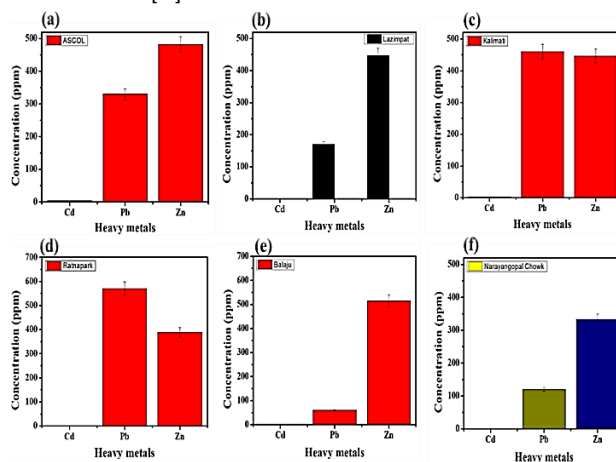 (a)
ASCOL
Concentration (ppm)
500
400
300
200
100
0
Cd Pb Zn
Heavy metals
(b)
Lazimpat
Concentration (ppm)
500
400
300
200
100
0
Cd Pb Zn
Heavy metals
(c)
Kalimati
Concentration (ppm)
500
400
300
200
100
0
Cd Pb Zn
Heavy metals
(d)
Ratnapark
Concentration (ppm)
700
600
500
400
300
200
100
0
Cd Pb Zn
Heavy metals
(e)
Balaju
Concentration (ppm)
700
600
500
400
300
200
100
0
Cd Pb Zn
Heavy metals
(f)
Narayangopal Chowk
Concentration (ppm)
500
400
300
200
100
0
Cd Pb Zn
Heavy metals